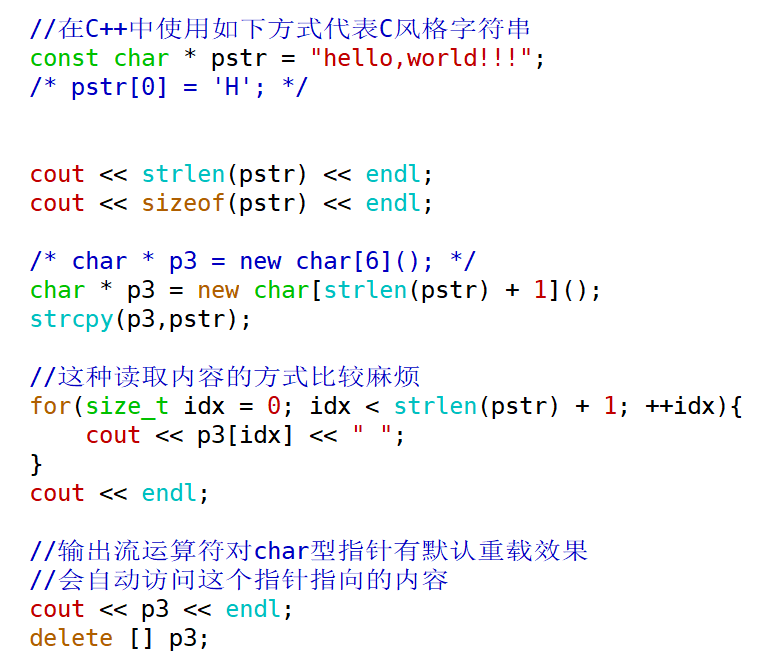 //在C++中使用如下方式代表C风格字符串
const char * pstr = "hello,world!!!";
/* pstr[0] = 'H'; */
cout << strlen(pstr) << endl;
cout << sizeof(pstr) << endl;
/* char * p3 = new char[6](); */
char * p3 = new char[strlen(pstr) + 1]();
strcpy(p3,pstr);
//这种读取内容的方式比较麻烦
for(size_t idx = 0; idx < strlen(pstr) + 1; ++idx){
    cout << p3[idx] << " ";
}
cout << endl;
//输出流运算符对char型指针有默认重载效果
//会自动访问这个指针指向的内容
cout << p3 << endl;
delete [] p3;